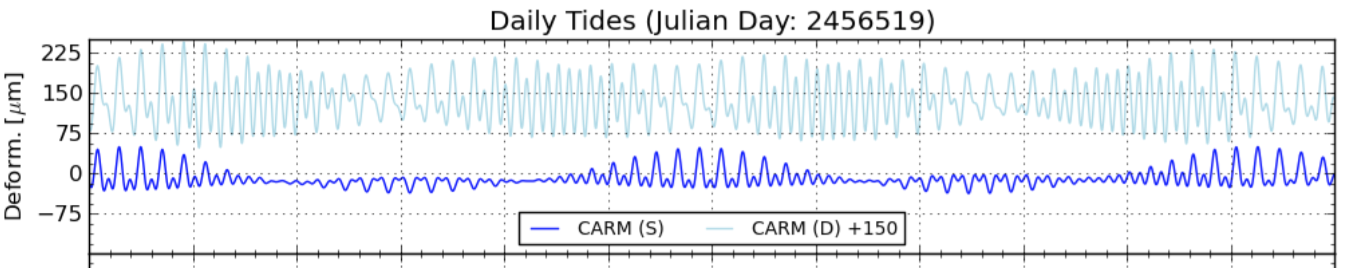 Daily Tides (Julian Day: 2456519)
Deform. [μm]
225
150
75
0
−75
CARM (S)
CARM (D) +150